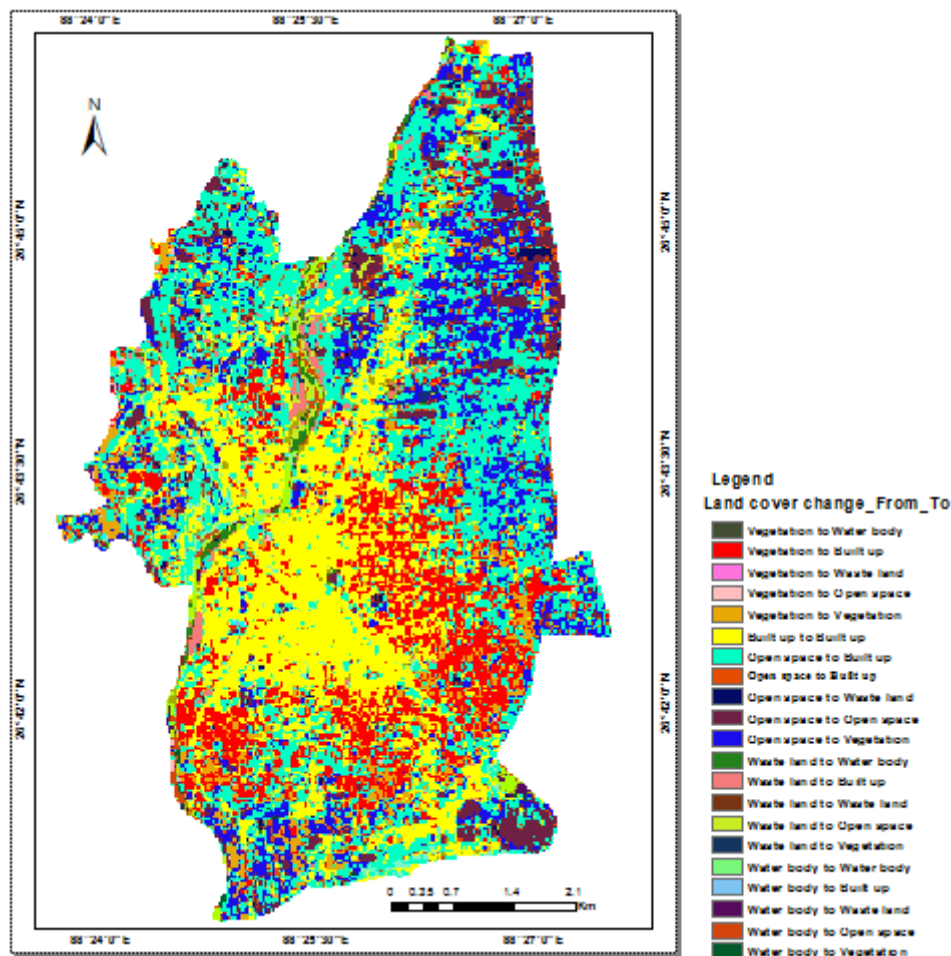 88°24'0"E 88°25'30"E 88°27'0"E
N
26°45'0"N 26°45'0"N
26°43'30"N 26°43'30"N
26°42'0"N 26°42'0"N
0 0.35 0.7 1.4 2.1
Km
88°24'0"E 88°25'30"E 88°27'0"E
Legend
Land cover change_From_To
Vegetation to Water body
Vegetation to Built up
Vegetation to Waste land
Vegetation to Open space
Vegetation to Vegetation
Built up to Built up
Open space to Built up
Open space to Built up
Open space to Waste land
Open space to Open space
Open space to Vegetation
Waste land to Water body
Waste land to Built up
Waste land to Waste land
Waste land to Open space
Waste land to Vegetation
Water body to Water body
Water body to Built up
Water body to Waste land
Water body to Open space
Water body to Vegetation